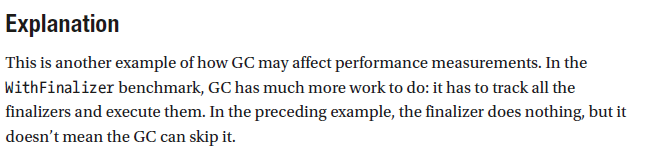 Explanation
This is another example of how GC may affect performance measurements. In the
WithFinalizer benchmark, GC has much more work to do: it has to track all the
finalizers and execute them. In the preceding example, the finalizer does nothing, but it
doesn’t mean the GC can skip it.